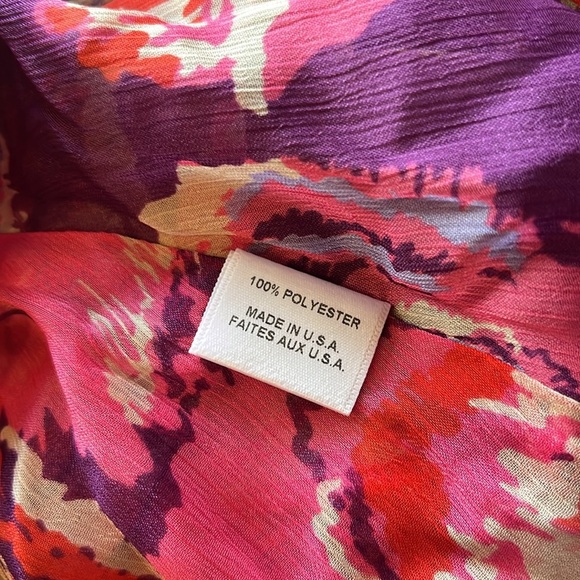 100% POLYESTER
MADE IN U.S.A.
FAITES AUX U.S.A.